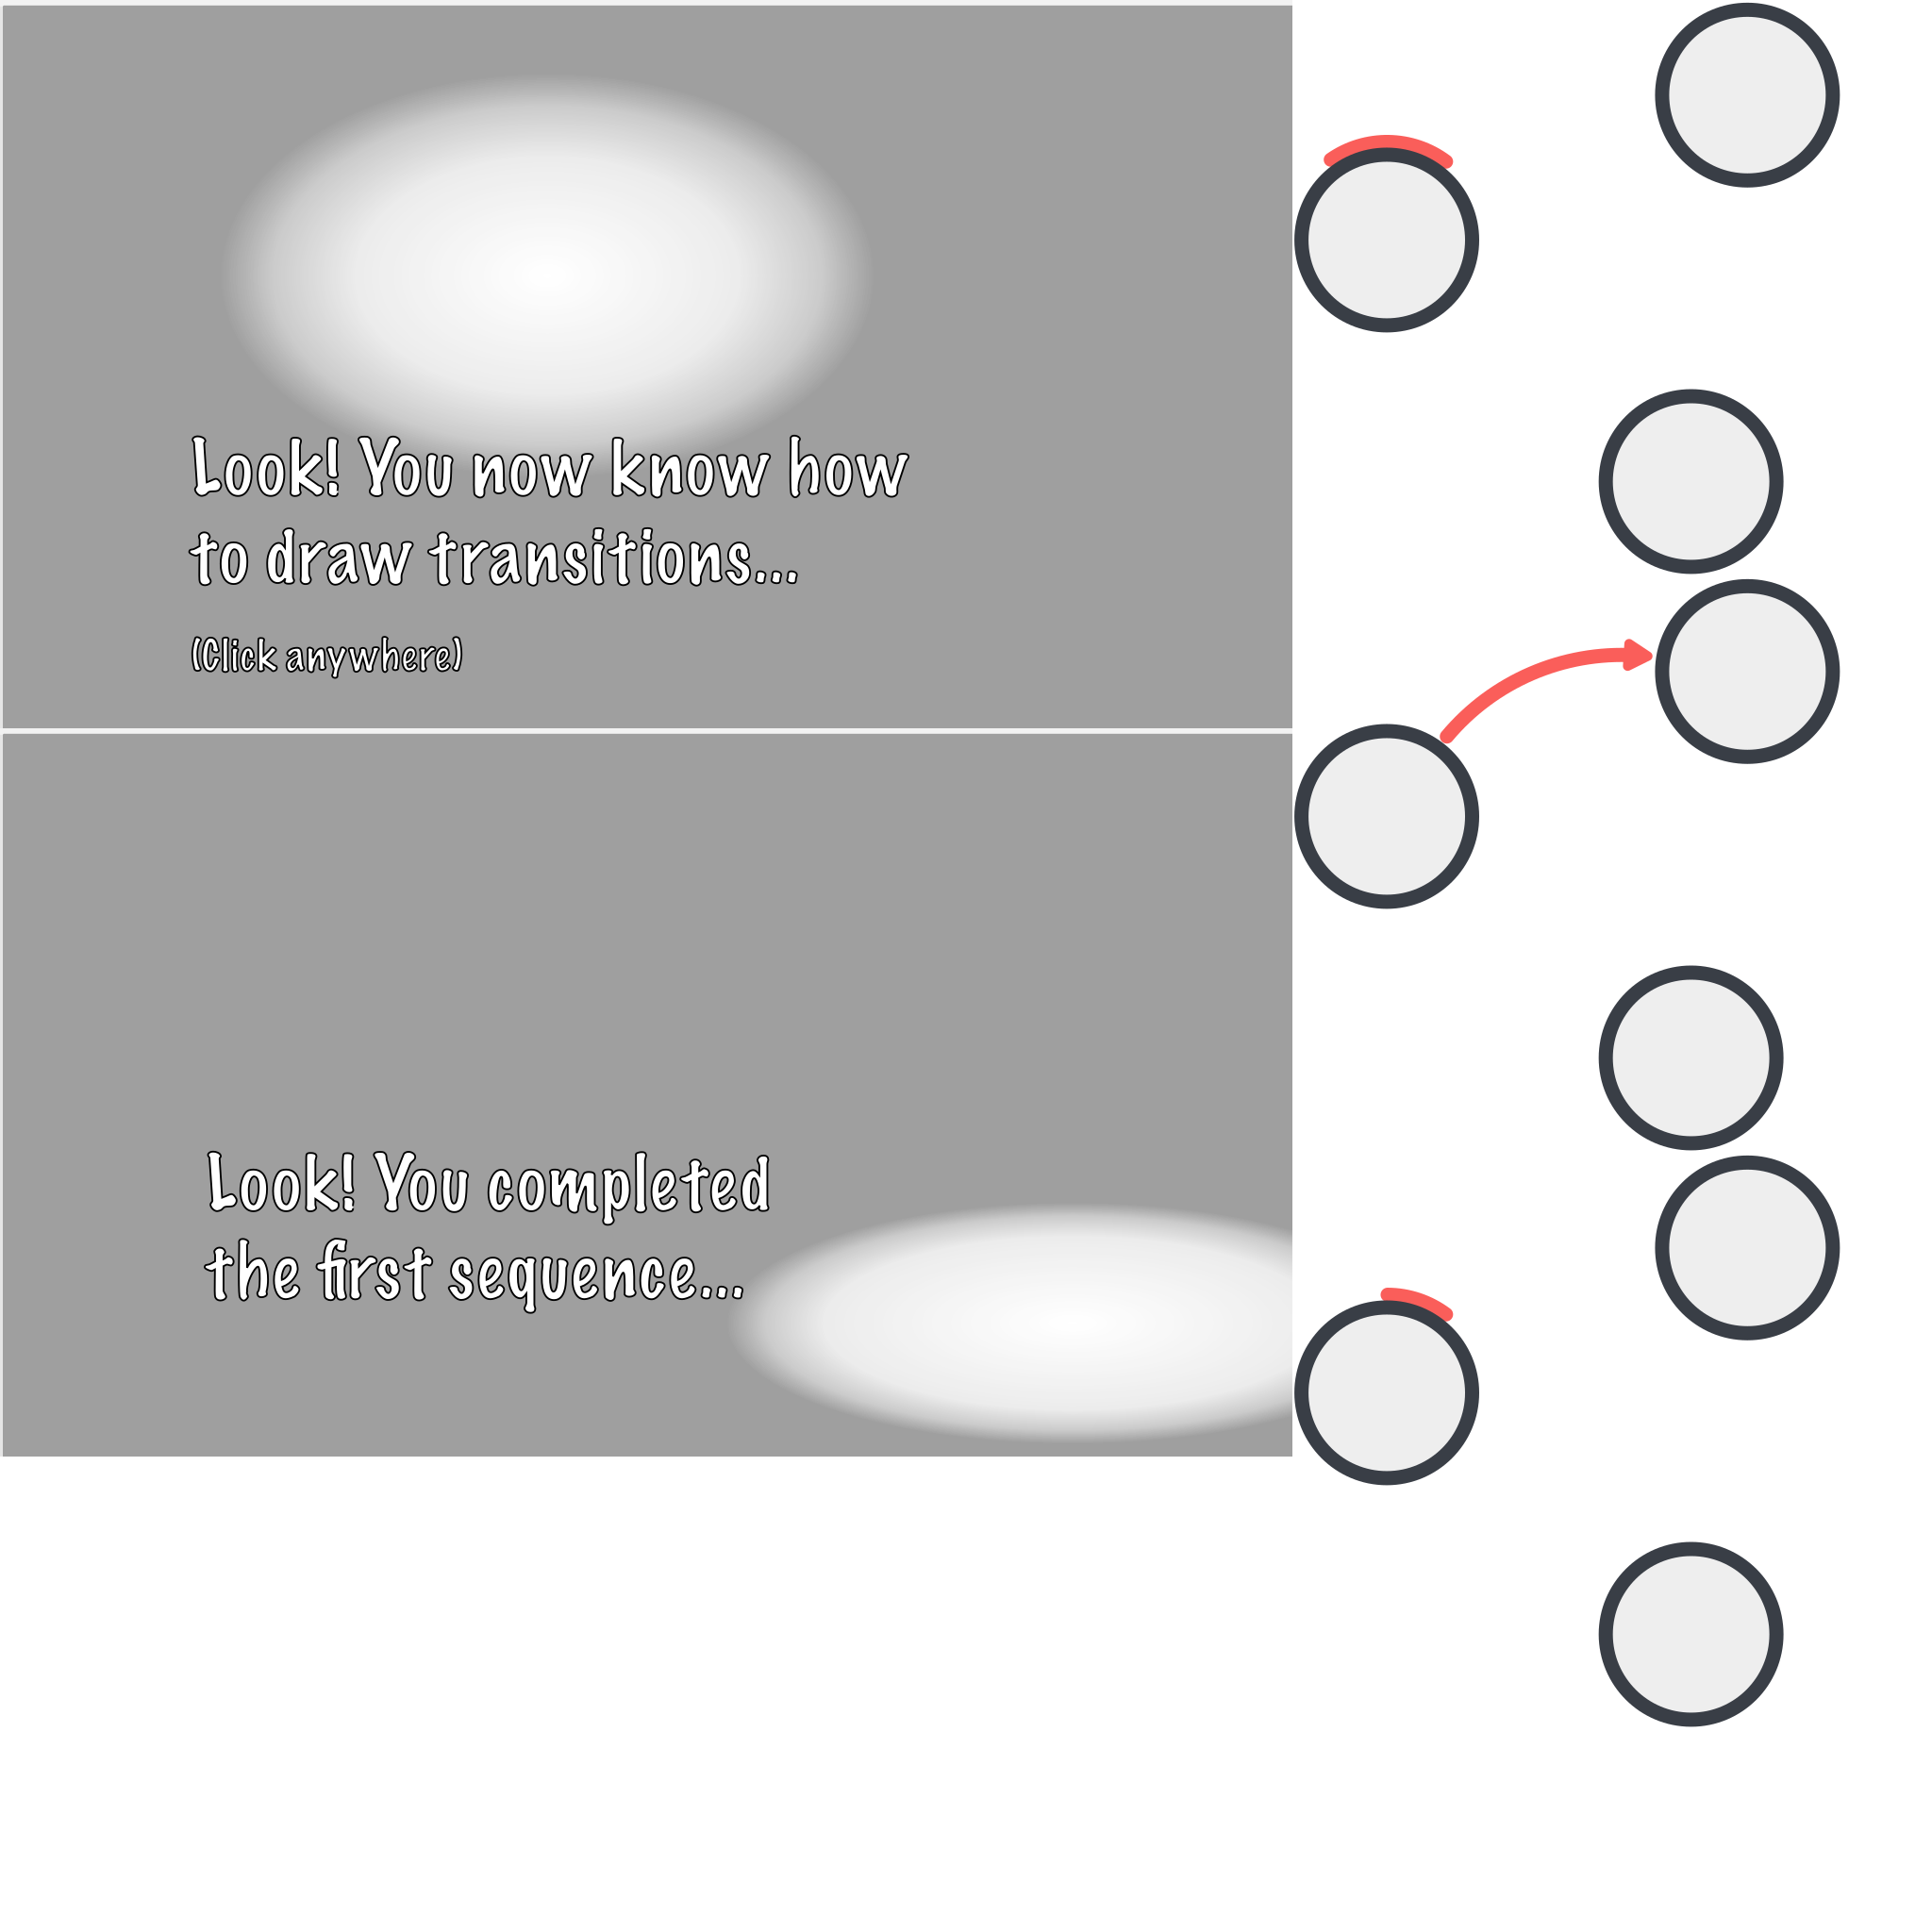 Look! You now know how
to draw transitions...
(Click anywhere)
Look! You completed
the first sequence...